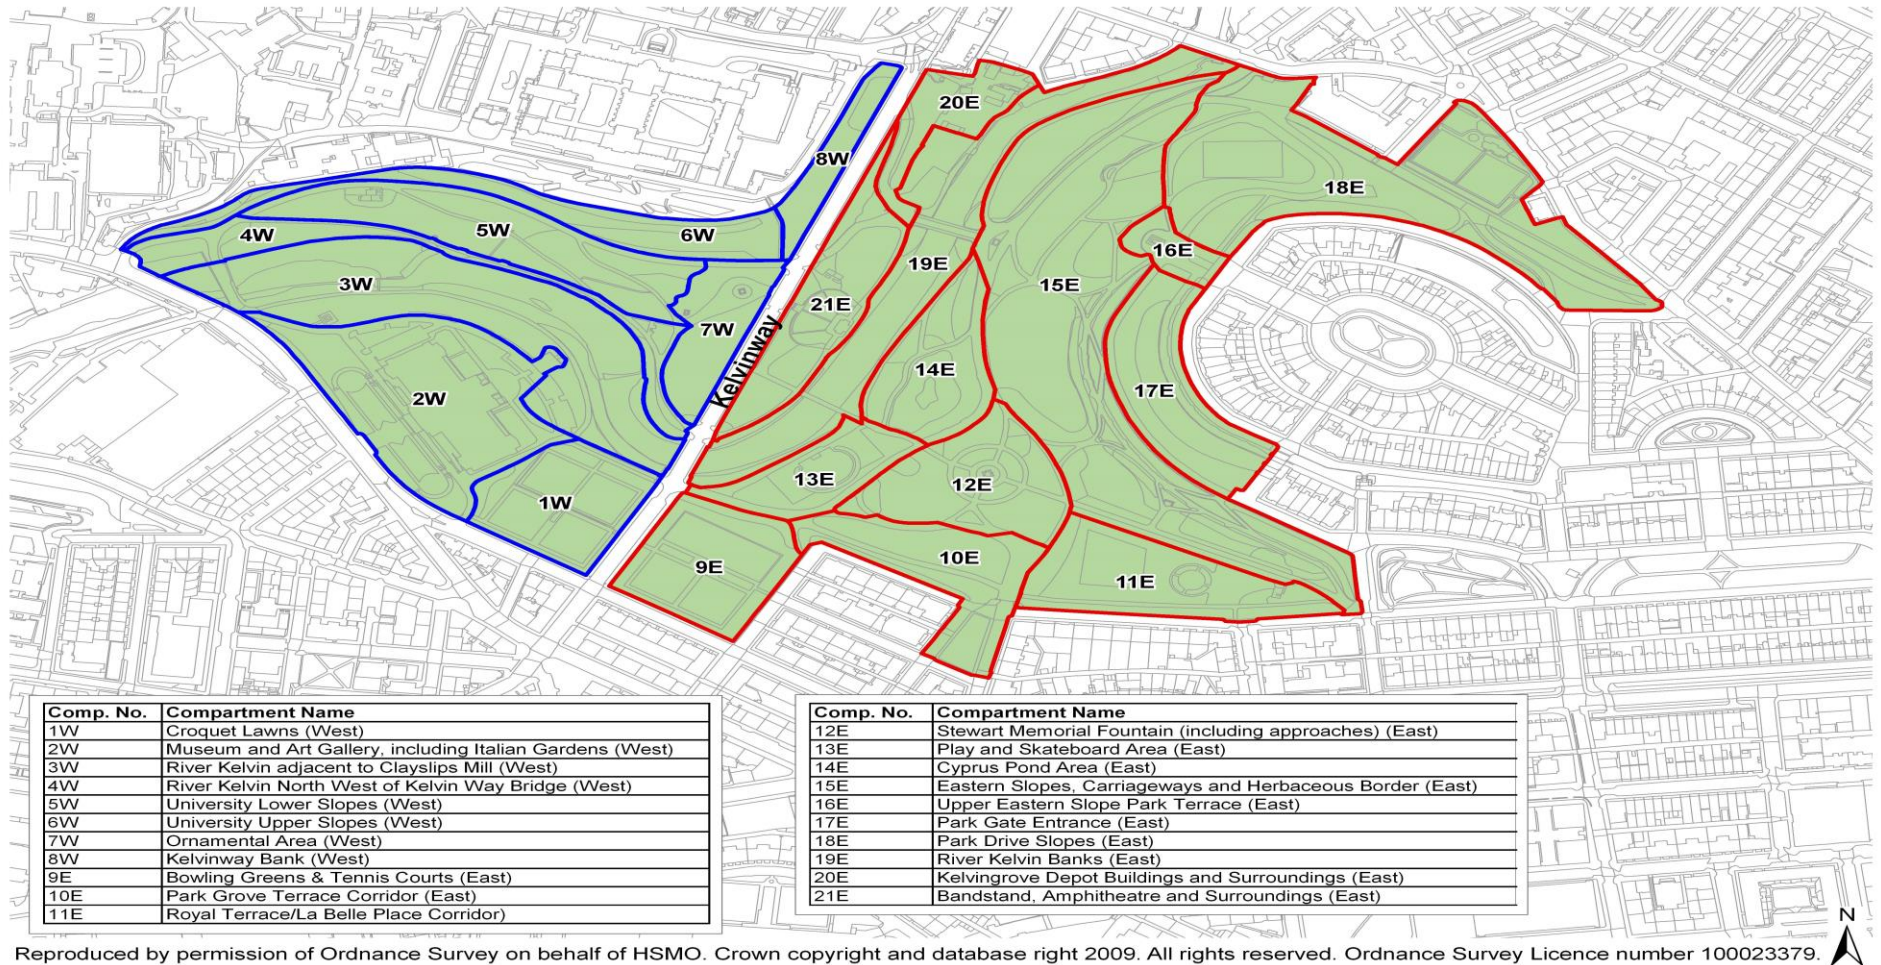 20E
8W
18E
4W
5W
6W
16E
19E
3W
15E
21E
7W
Kelvinway
14E
17E
2W
13E
12E
1W
10E
9E
11E
Comp. No. Compartment Name
1W Croquet Lawns (West)
2W Museum and Art Gallery, including Italian Gardens (West)
3W River Kelvin adjacent to Clayslips Mill (West)
4W River Kelvin North West of Kelvin Way Bridge (West)
5W University Lower Slopes (West)
6W University Upper Slopes (West)
7W Ornamental Area (West)
8W Kelvinway Bank (West)
9E Bowling Greens & Tennis Courts (East)
10E Park Grove Terrace Corridor (East)
11E Royal Terrace/La Belle Place Corridor)
Comp. No. Compartment Name
12E Stewart Memorial Fountain (including approaches) (East)
13E Play and Skateboard Area (East)
14E Cyprus Pond Area (East)
15E Eastern Slopes, Carriageways and Herbaceous Border (East)
16E Upper Eastern Slope Park Terrace (East)
17E Park Gate Entrance (East)
18E Park Drive Slopes (East)
19E River Kelvin Banks (East)
20E Kelvingrove Depot Buildings and Surroundings (East)
21E Bandstand, Amphitheatre and Surroundings (East)
N
Reproduced by permission of Ordnance Survey on behalf of HSMO. Crown copyright and database right 2009. All rights reserved. Ordnance Survey Licence number 100023379.